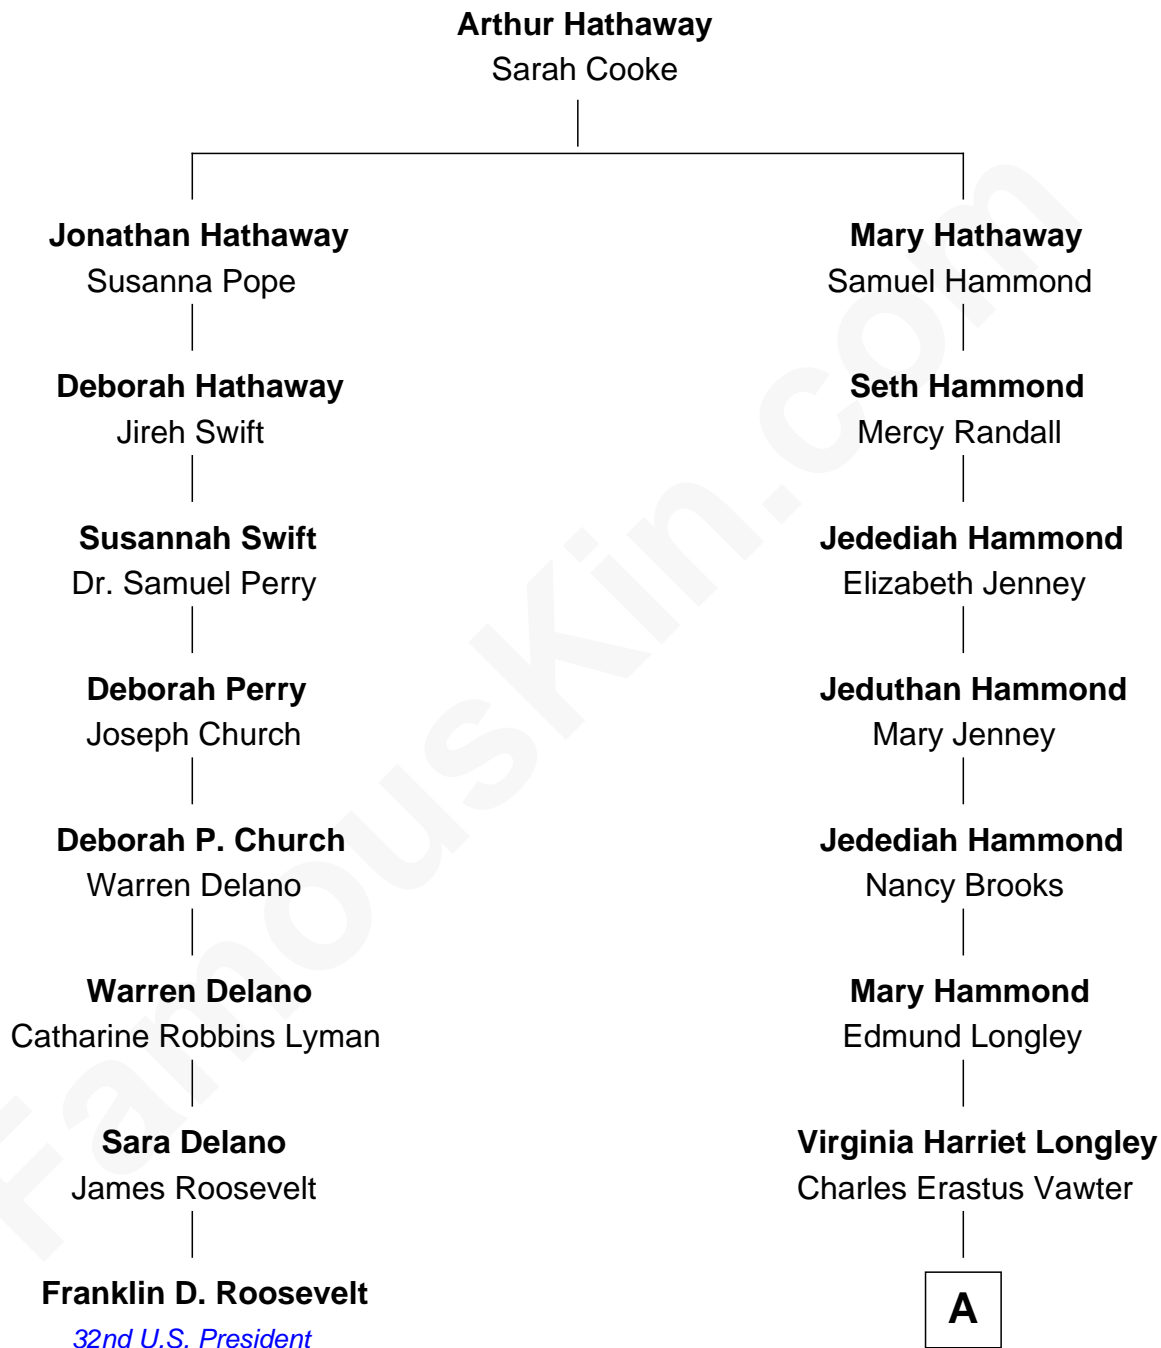 Arthur Hathaway
Sarah Cooke
Jonathan Hathaway
Susanna Pope
Mary Hathaway
Samuel Hammond
Deborah Hathaway
Jireh Swift
Seth Hammond
Mercy Randall
Susannah Swift
Dr. Samuel Perry
Jedediah Hammond
Elizabeth Jenney
Deborah Perry
Joseph Church
Jeduthan Hammond
Mary Jenney
Deborah P. Church
Warren Delano
Jedediah Hammond
Nancy Brooks
Warren Delano
Catharine Robbins Lyman
Mary Hammond
Edmund Longley
Sara Delano
James Roosevelt
Virginia Harriet Longley
Charles Erastus Vawter
Franklin D. Roosevelt
32nd U.S. President
A
FamousKin.com